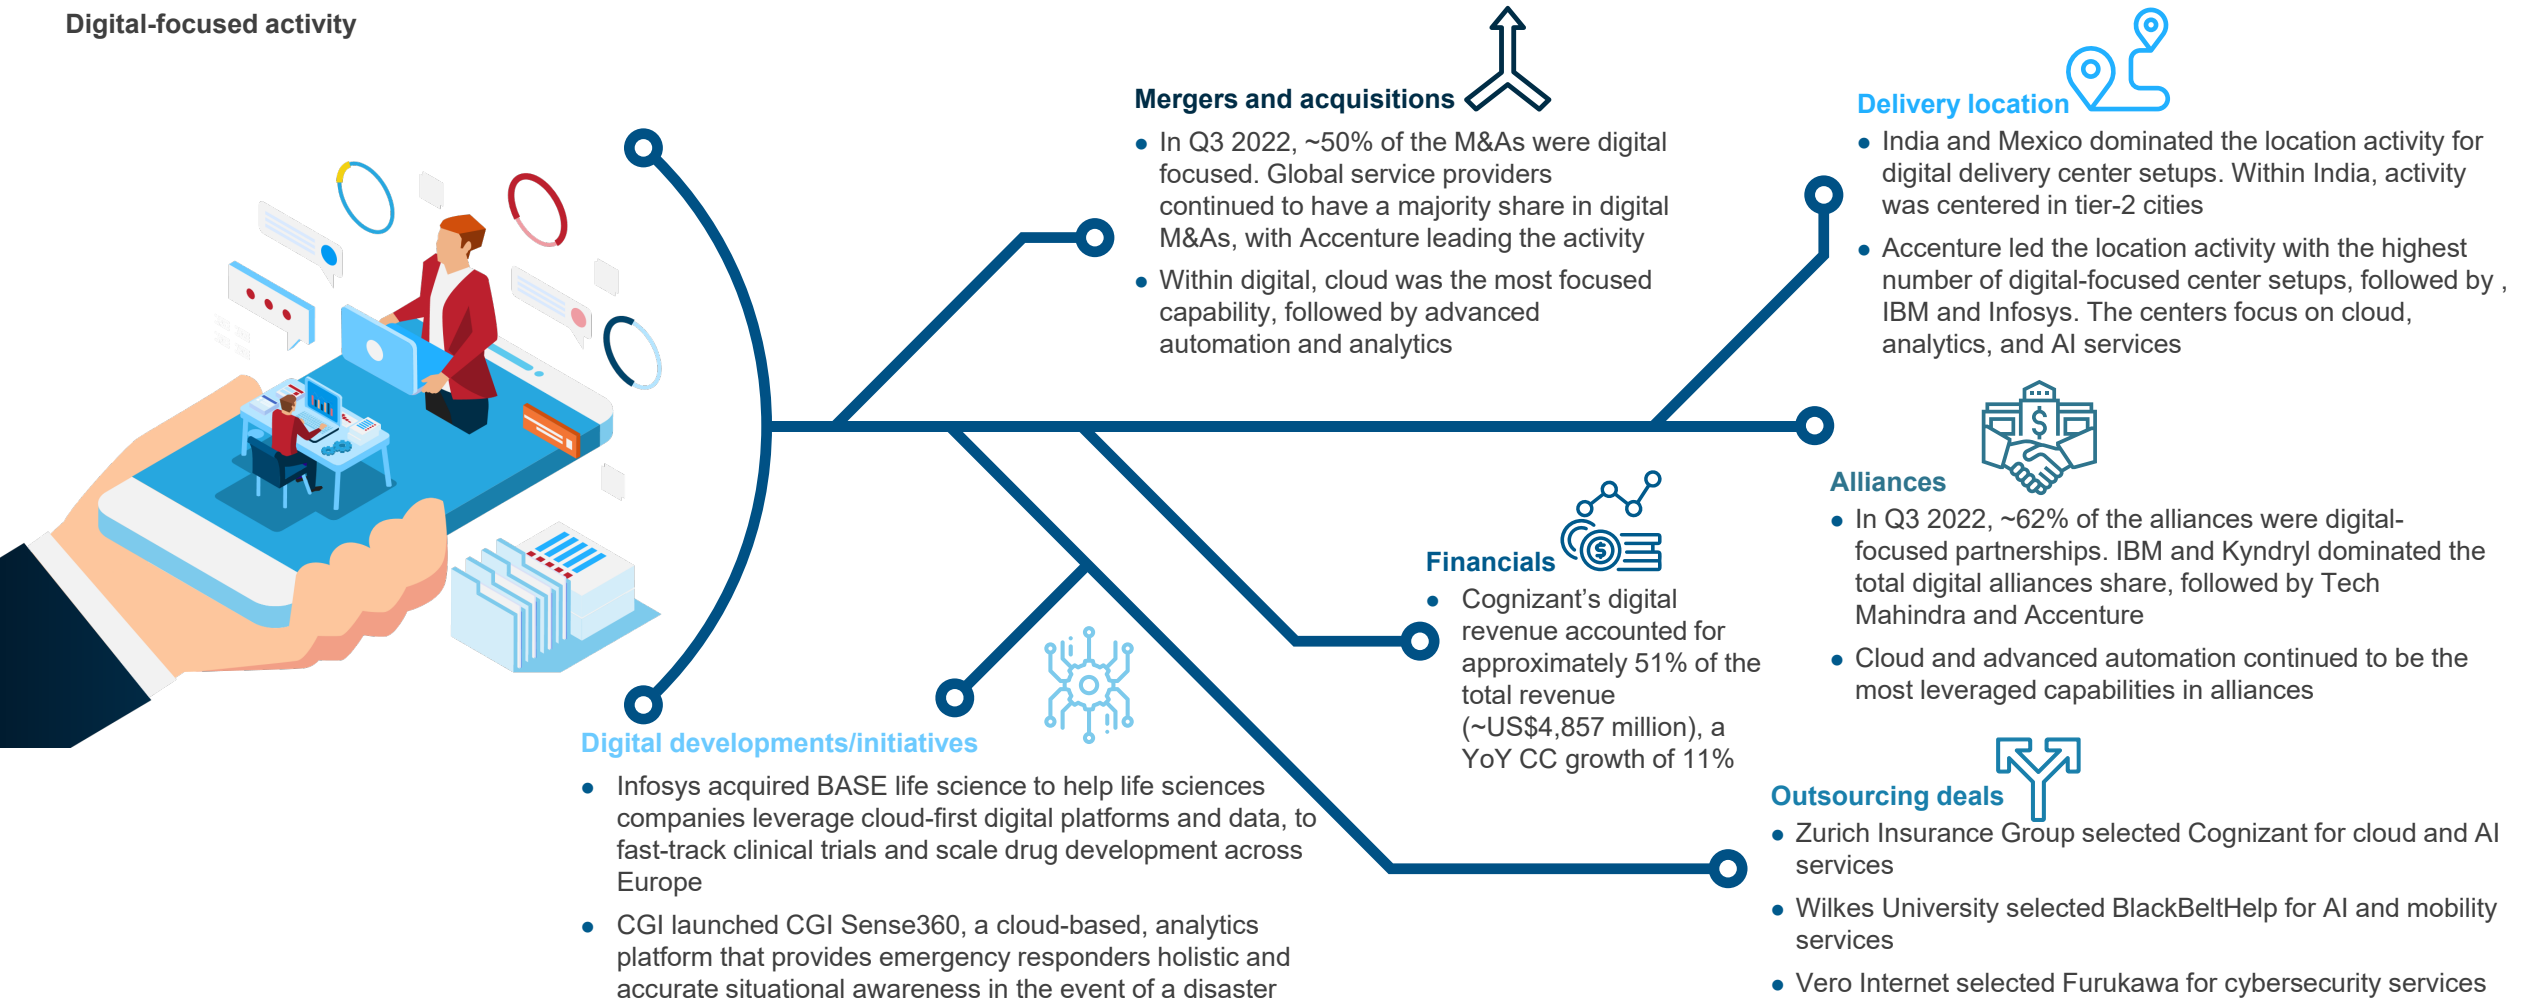 Digital-focused activity
Mergers and acquisitions
● In Q3 2022, ~50% of the M&As were digital
focused. Global service providers
continued to have a majority share in digital
M&As, with Accenture leading the activity
● Within digital, cloud was the most focused
capability, followed by advanced
automation and analytics
Delivery location
● India and Mexico dominated the location activity for
digital delivery center setups. Within India, activity
was centered in tier-2 cities
● Accenture led the location activity with the highest
number of digital-focused center setups, followed by ,
IBM and Infosys. The centers focus on cloud,
analytics, and AI services
Alliances
● In Q3 2022, ~62% of the alliances were digital-
focused partnerships. IBM and Kyndryl dominated the
total digital alliances share, followed by Tech
Mahindra and Accenture
● Cloud and advanced automation continued to be the
most leveraged capabilities in alliances
Financials
● Cognizant’s digital
revenue accounted for
approximately 51% of the
total revenue
(~US$4,857 million), a
YoY CC growth of 11%
Digital developments/initiatives
● Infosys acquired BASE life science to help life sciences
companies leverage cloud-first digital platforms and data, to
fast-track clinical trials and scale drug development across
Europe
● CGI launched CGI Sense360, a cloud-based, analytics
platform that provides emergency responders holistic and
accurate situational awareness in the event of a disaster
Outsourcing deals
● Zurich Insurance Group selected Cognizant for cloud and AI
services
● Wilkes University selected BlackBeltHelp for AI and mobility
services
● Vero Internet selected Furukawa for cybersecurity services